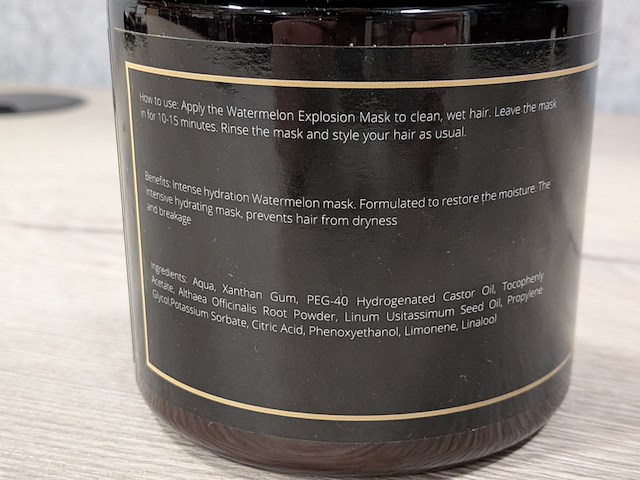 How to use: Apply the Watermelon Explosion Mask to clean, wet hair. Leave the mask
in for 10-15 minutes. Rinse the mask and style your hair as usual.
Benefits: Intense hydration Watermelon mask. Formulated to restore the moisture. The
intensive hydrating mask, prevents hair from dryness
and breakage
Ingredients: Aqua, Xanthan Gum, PEG-40 Hydrogenated Castor Oil, Tocophenly
Acetate, Althaea Officinalis Root Powder, Linum Usitatissimum Seed Oil, Propylene
Glycol,Potassium Sorbate, Citric Acid, Phenoxyethanol, Limonene, Linalool